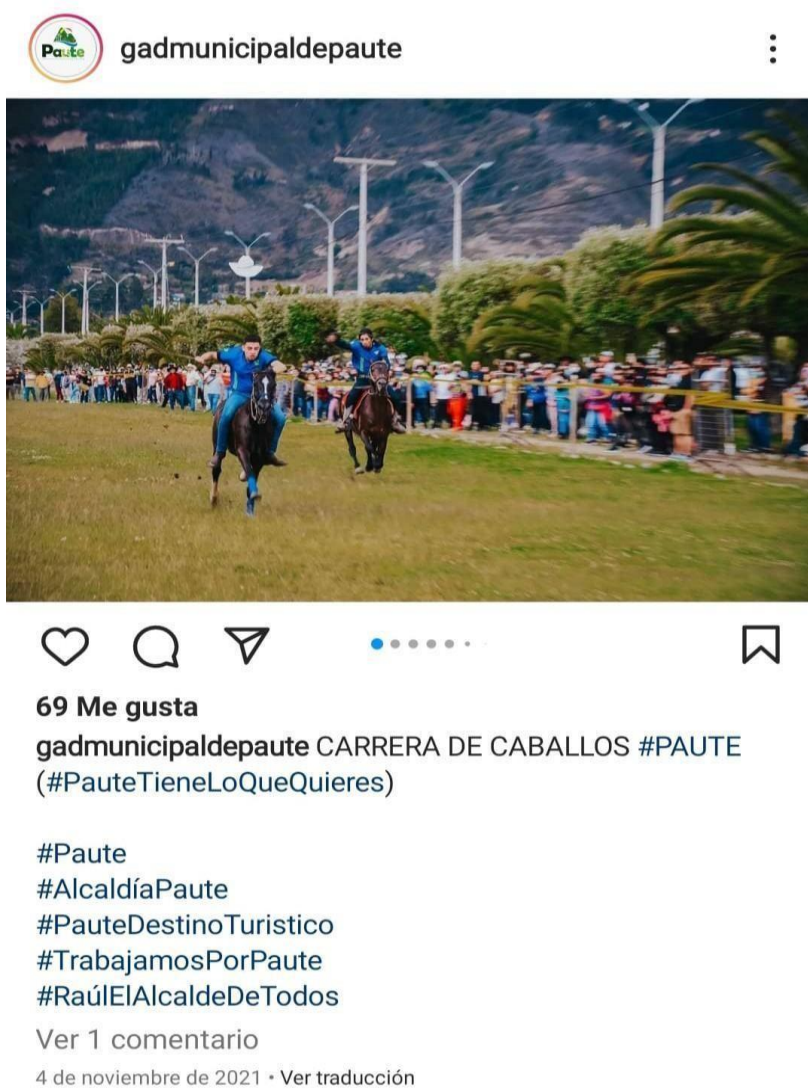 Paute
gadmunicipaldepaute
69 Me gusta
gadmunicipaldepaute CARRERA DE CABALLOS #PAUTE
(#PauteTieneLoQueQuieres)
#Paute
#AlcaldíaPaute
#PauteDestinoTuristico
#TrabajamosPorPaute
#RaúlElAlcaldeDeTodos
Ver 1 comentario
4 de noviembre de 2021 • Ver traducción